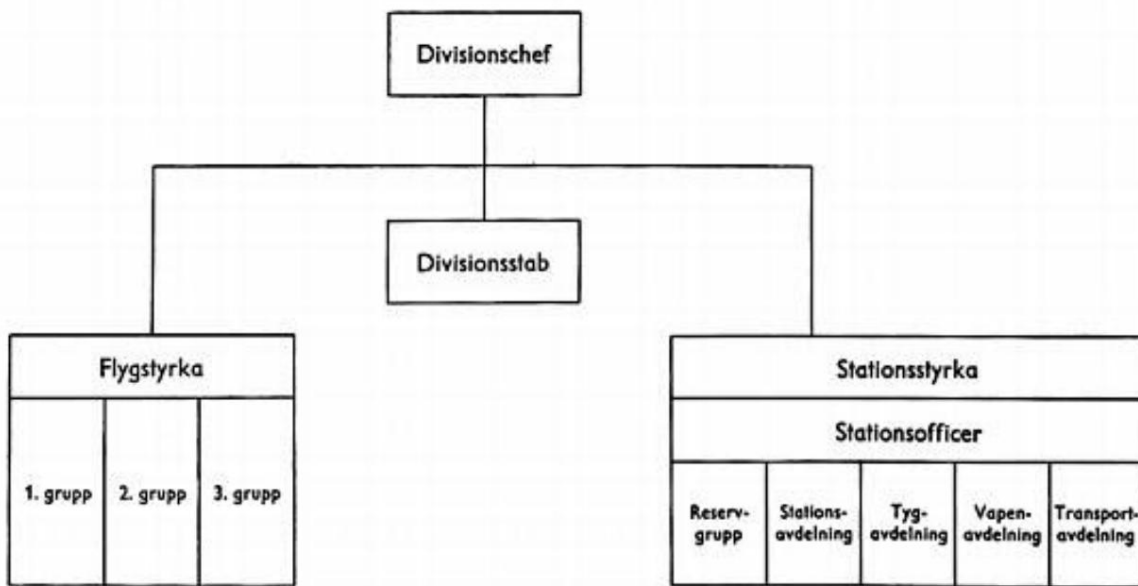 Divisionschef
Divisionsstab
Flygstyrka
1. grupp
2. grupp
3. grupp
Stationsstyrka
Stationsofficer
Reserv-
grupp
Stations-
avdelning
Tyg-
avdelning
Vapen-
avdelning
Transport-
avdelning